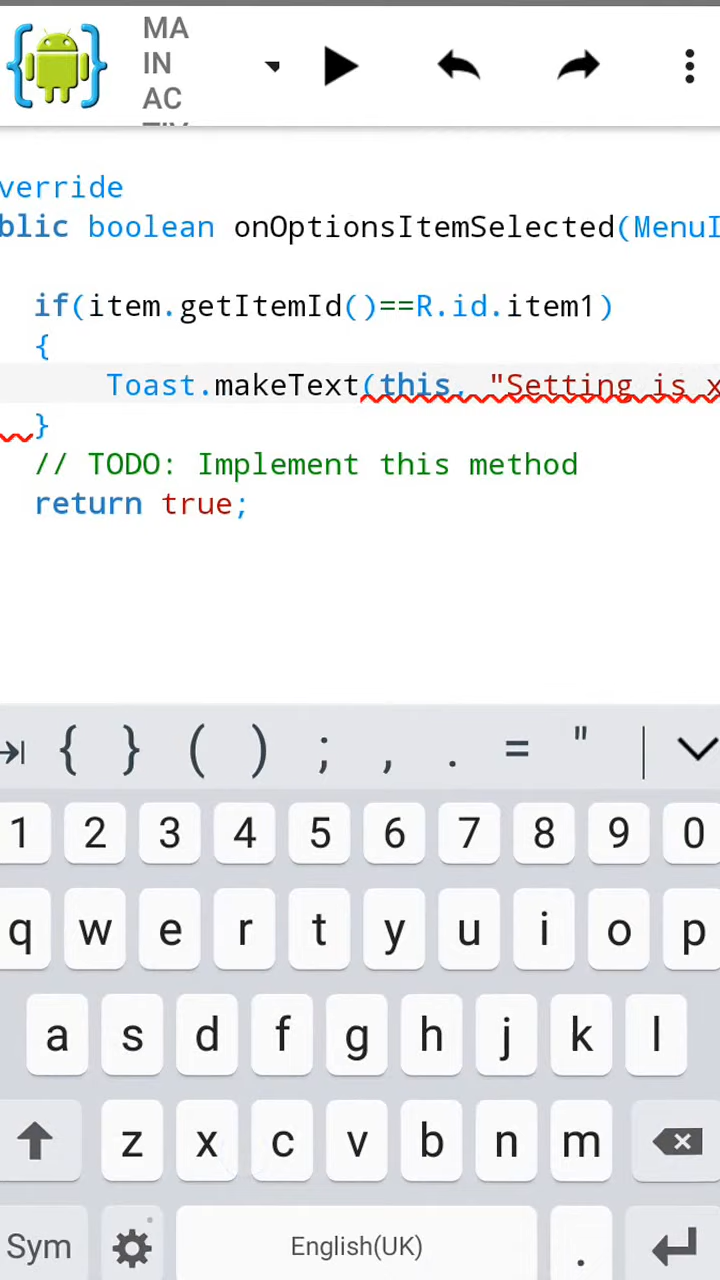 MA
IN
AC
verride
blic boolean onOptionsItemSelected(MenuI
if(item.getItemId()==R.id.item1)
{
Toast.makeText(this, "Setting is x
}
// TODO: Implement this method
return true;
{ } ( ) ; , . = " |
1 2 3 4 5 6 7 8 9 0
q w e r t y u i o p
a s d f g h j k l
z x c v b n m
Sym English(UK) .